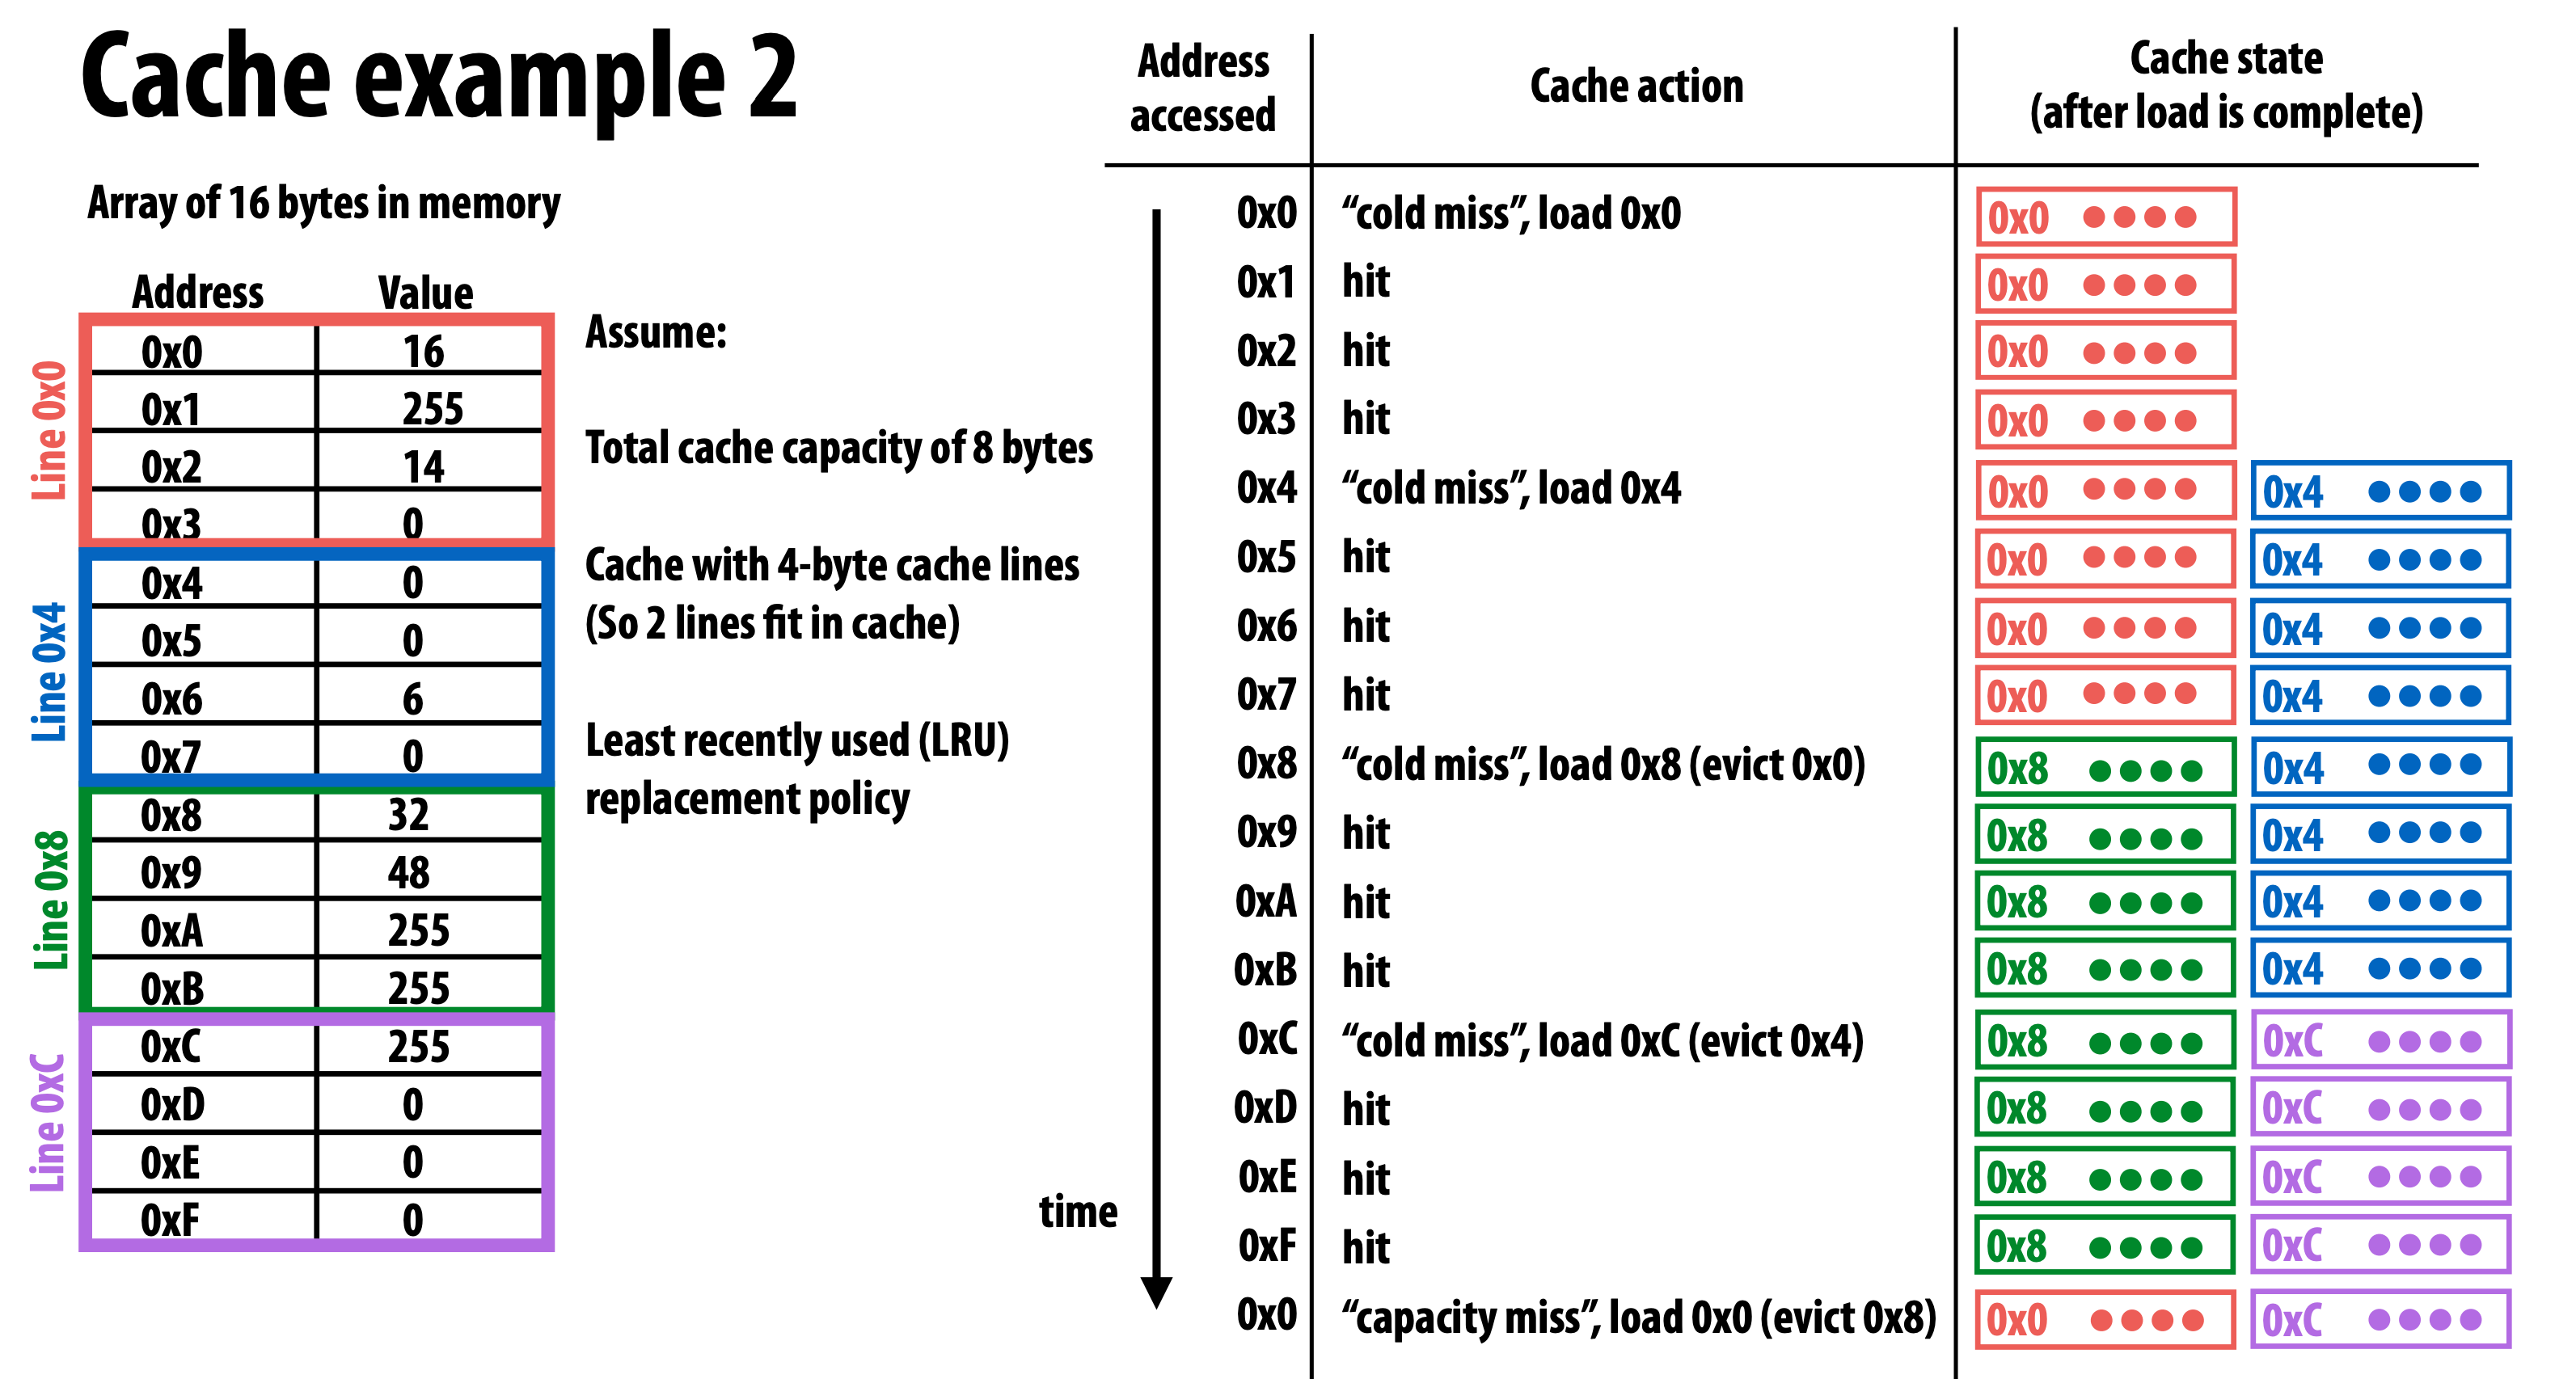 Cache example 2
Array of 16 bytes in memory
Address Value
Line 0x0
0x0 16
0x1 255
0x2 14
0x3 0
Line 0x4
0x4 0
0x5 0
0x6 6
0x7 0
Line 0x8
0x8 32
0x9 48
0xA 255
0xB 255
Line 0xC
0xC 255
0xD 0
0xE 0
0xF 0
Assume:
Total cache capacity of 8 bytes
Cache with 4-byte cache lines
(So 2 lines fit in cache)
Least recently used (LRU)
replacement policy
time
Address
accessed
Cache action
Cache state
(after load is complete)
0x0 “cold miss”, load 0x0 0x0
0x1 hit 0x0
0x2 hit 0x0
0x3 hit 0x0
0x4 “cold miss”, load 0x4 0x0 0x4
0x5 hit 0x0 0x4
0x6 hit 0x0 0x4
0x7 hit 0x0 0x4
0x8 “cold miss”, load 0x8 (evict 0x0) 0x8 0x4
0x9 hit 0x8 0x4
0xA hit 0x8 0x4
0xB hit 0x8 0x4
0xC “cold miss”, load 0xC (evict 0x4) 0x8 0xC
0xD hit 0x8 0xC
0xE hit 0x8 0xC
0xF hit 0x8 0xC
0x0 “capacity miss”, load 0x0 (evict 0x8) 0x0 0xC